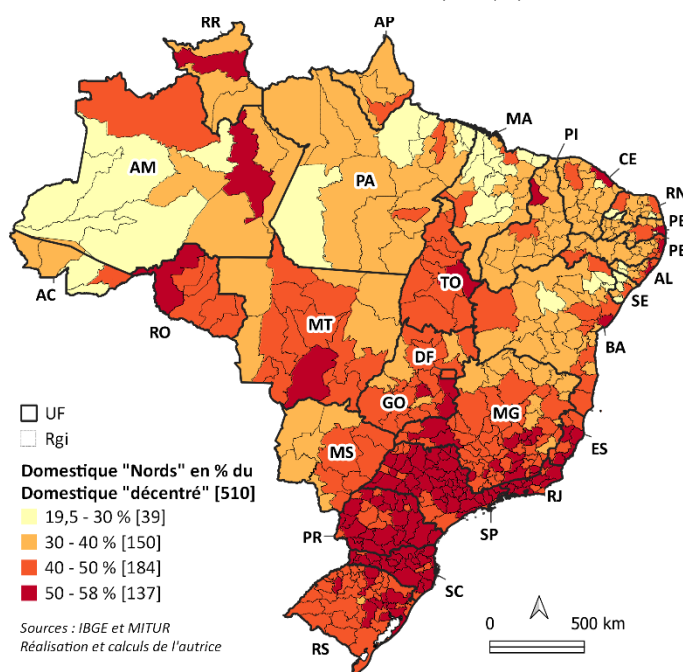 RR
AP
MA
PI
CE
RN
PB
PE
AL
SE
BA
AM
PA
AC
RO
TO
MT
DF
GO
MG
ES
MS
RJ
SP
PR
SC
RS
UF
Rgi
Domestique "Nords" en % du
Domestique "décentré" [510]
19,5 - 30 % [39]
30 - 40 % [150]
40 - 50 % [184]
50 - 58 % [137]
Sources : IBGE et MITUR
Réalisation et calculs de l'autrice
0 500 km